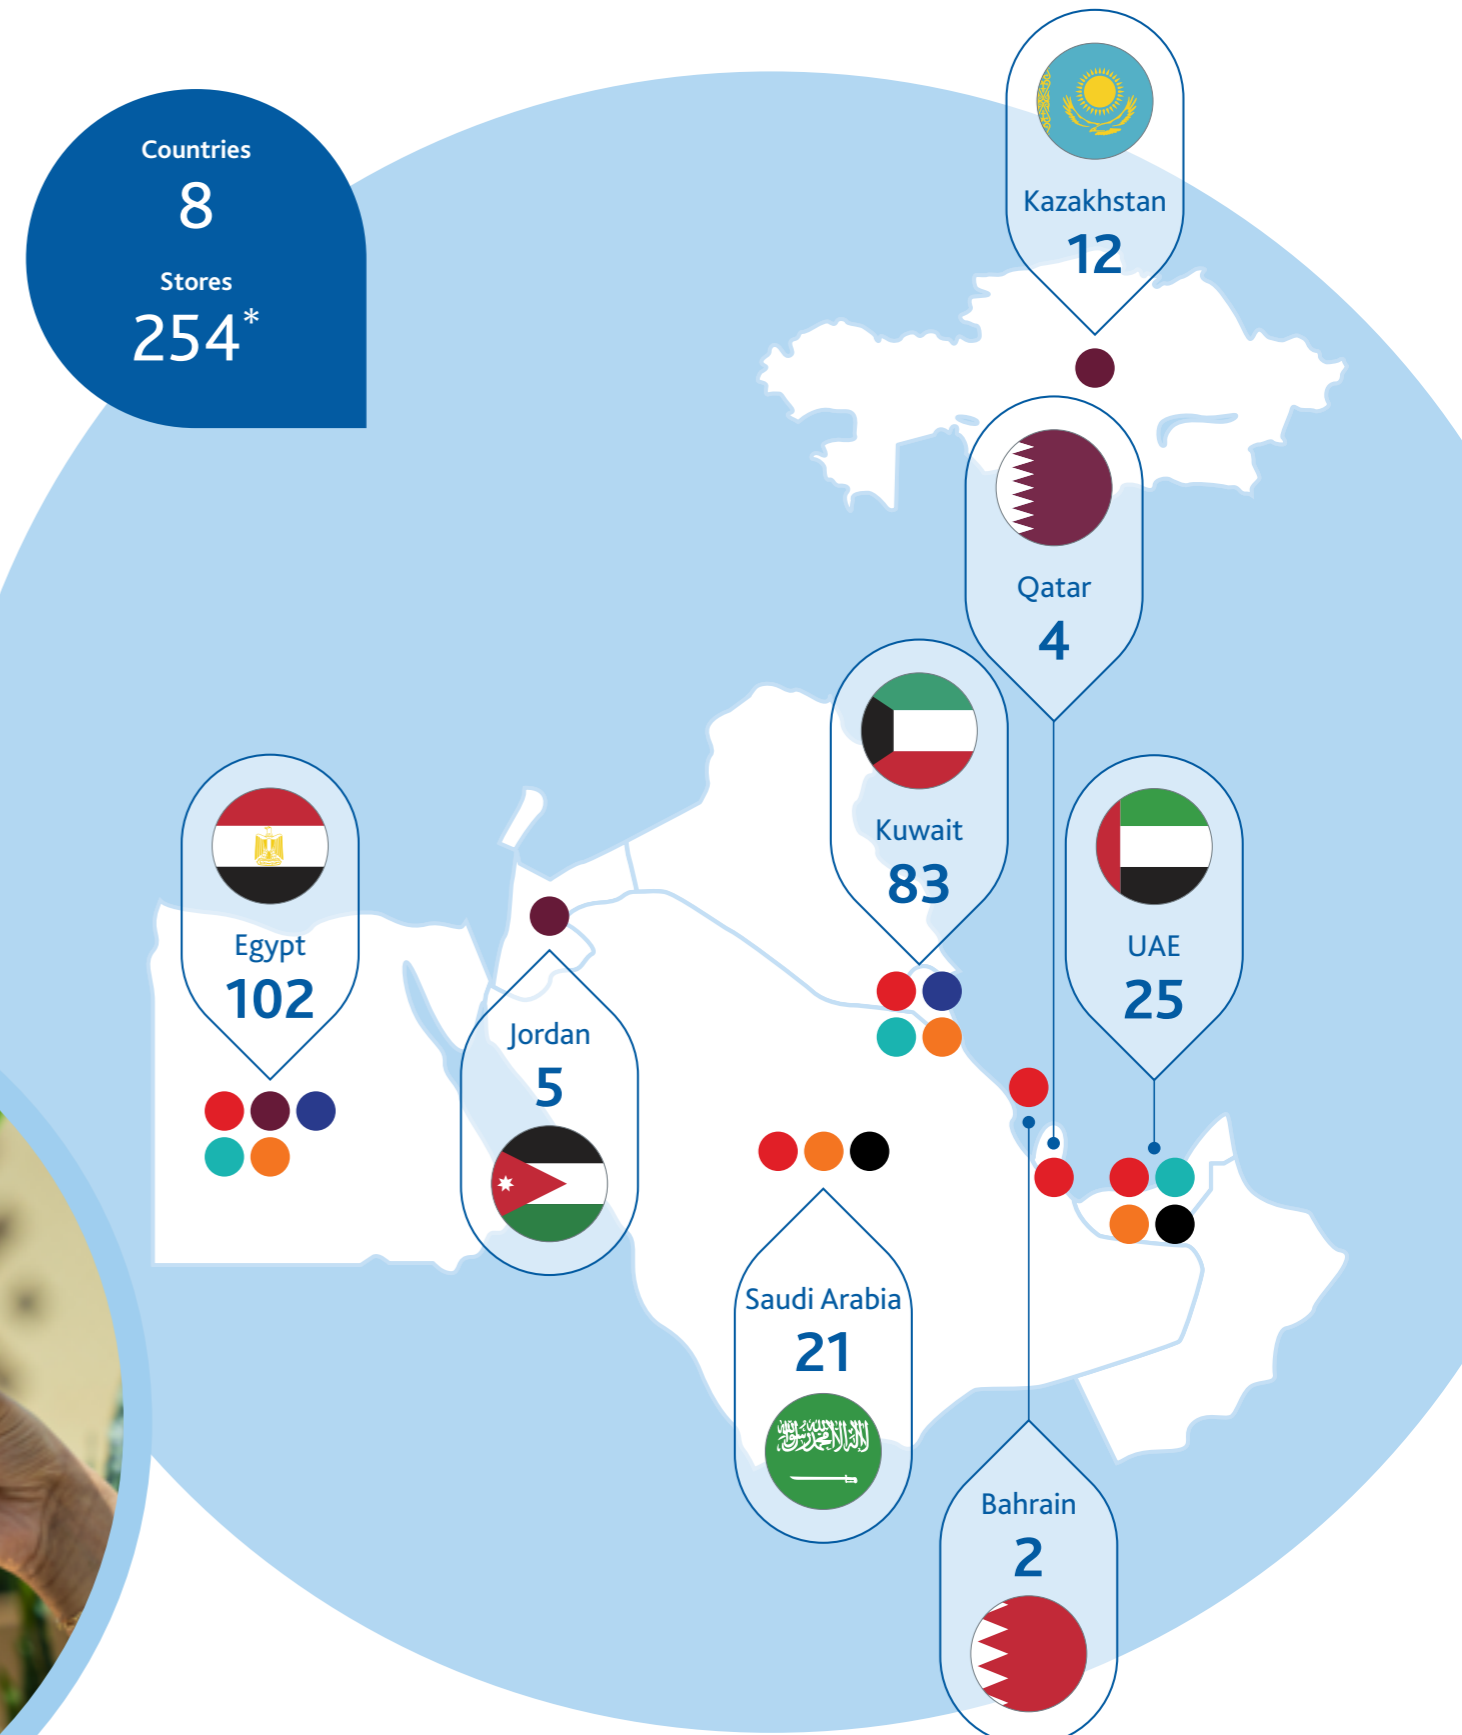 Countries
8
Stores
254*
Kazakhstan
12
Qatar
4
Kuwait
83
UAE
25
Egypt
102
Jordan
5
Saudi Arabia
21
Bahrain
2